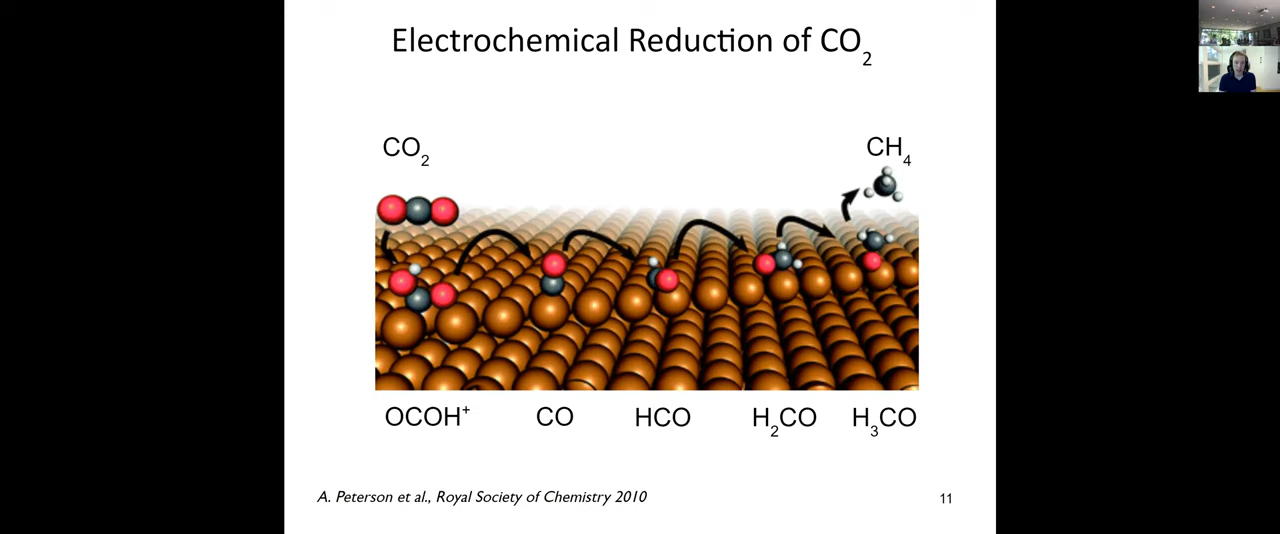 Electrochemical Reduction of CO₂
CO₂
CH₄
OCOH⁺
CO
HCO
H₂CO
H₃CO
A. Peterson et al., Royal Society of Chemistry 2010
11